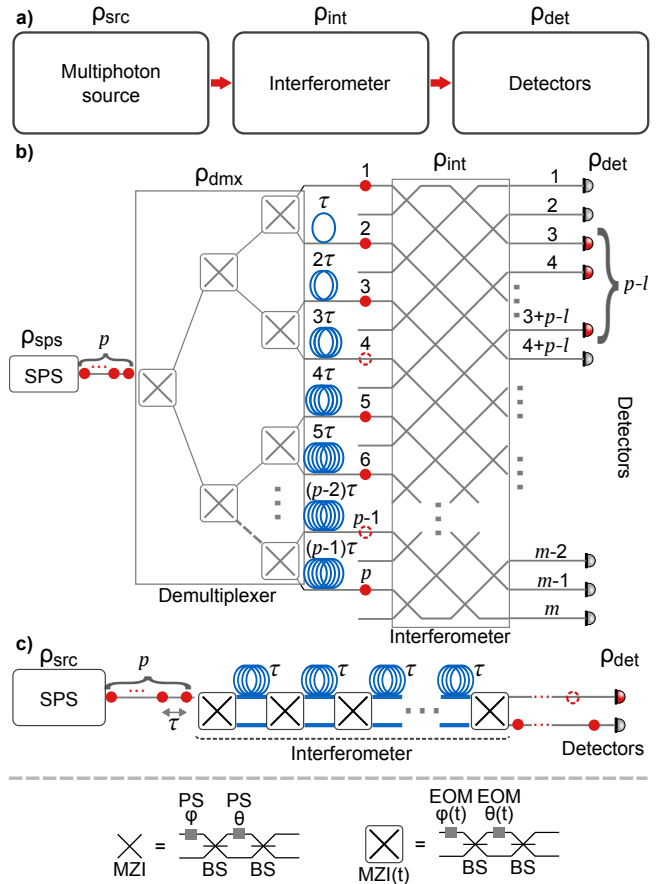 a)
ρsrc ρint ρdet
Multiphoton source
Interferometer
Detectors
b)
ρdmx
ρint
ρdet
ρsps
SPS
p
...
τ
2τ
3τ
4τ
5τ
(p-2)τ
(p-1)τ
1
2
3
4
5
6
p-1
p
1
2
3
4
3+p-l
4+p-l
m-2
m-1
m
p-l
Detectors
Demultiplexer
Interferometer
c)
ρsrc
SPS
p
...
τ
τ τ τ τ
...
ρdet
Interferometer
Detectors
PS PS
φ θ
= 
MZI
BS BS
EOM EOM
φ(t) θ(t)
=
MZI(t)
BS BS